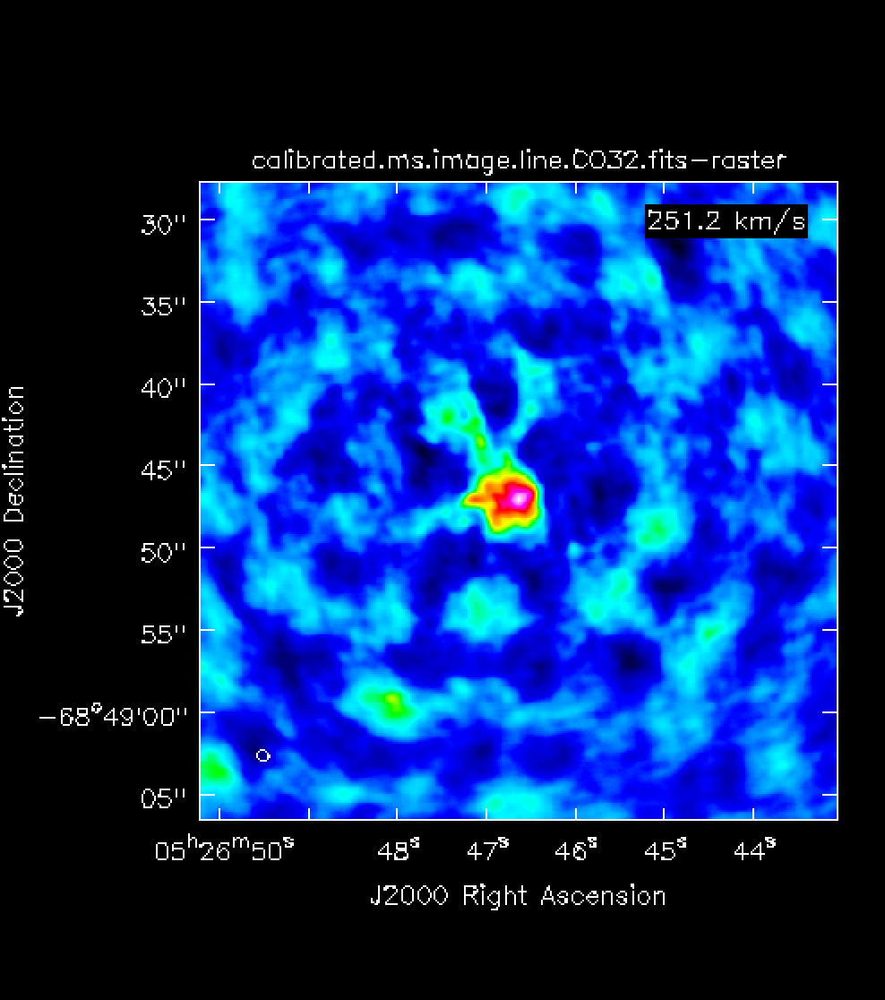 calibrated.ms.image.line.CO32.fits-raster
251.2 km/s
30"
35"
40"
45"
50"
55"
-68°49'00"
05"
J2000 Declination
05ʰ26ᵐ50ˢ 48ˢ 47ˢ 46ˢ 45ˢ 44ˢ
J2000 Right Ascension